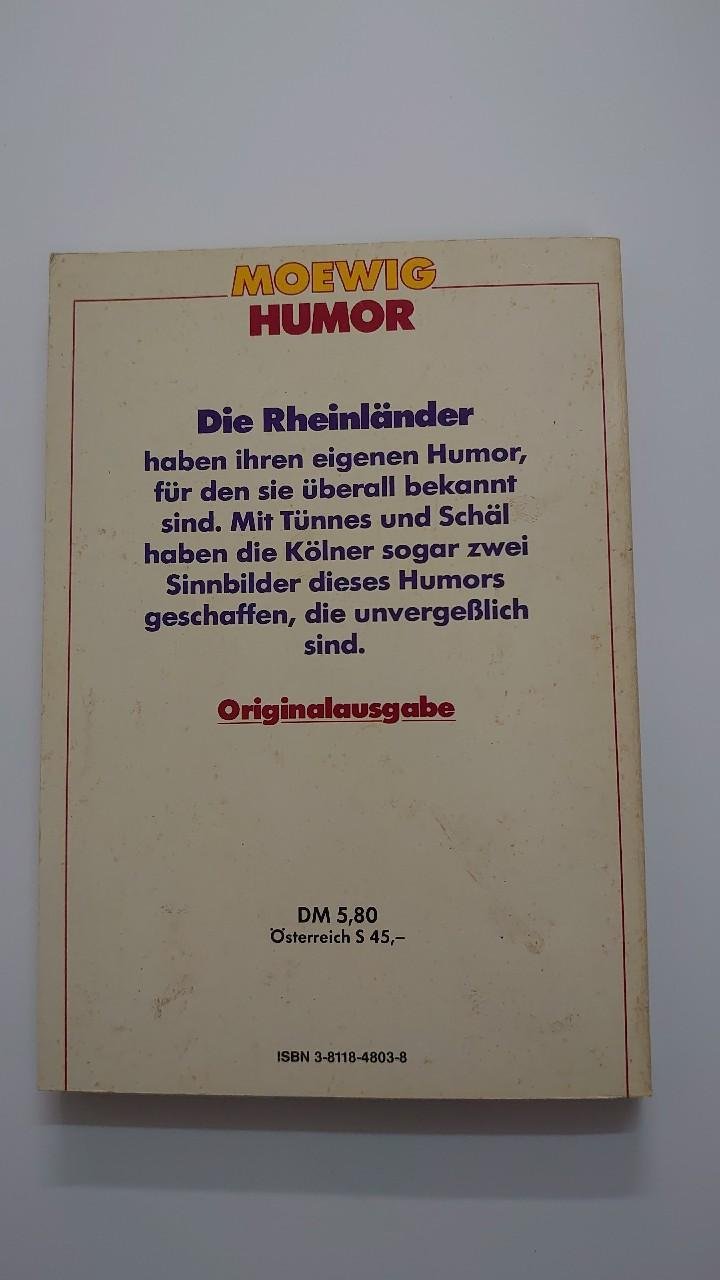 MOEWIG
HUMOR
Die Rheinländer
haben ihren eigenen Humor,
für den sie überall bekannt
sind. Mit Tünnes und Schäl
haben die Kölner sogar zwei
Sinnbilder dieses Humors
geschaffen, die unvergeßlich
sind.
Originalausgabe
DM 5,80
Österreich S 45,–
ISBN 3-8118-4803-8